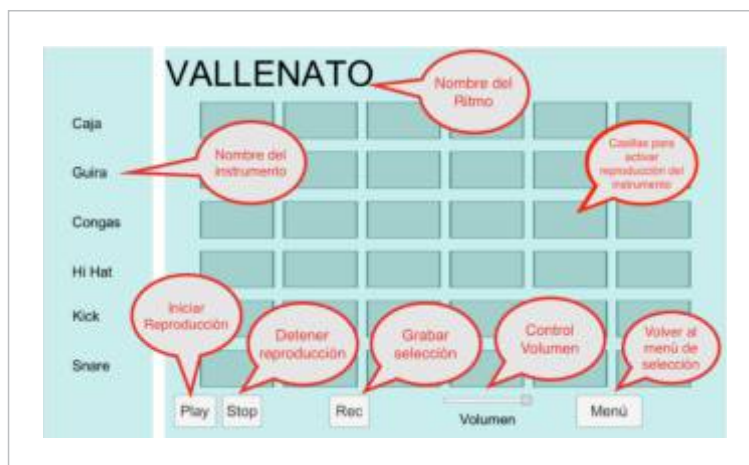 VALLENATO
Nombre del
Ritmo
Caja
Casillas para
activar
reproducción del
instrumento
Nombre del
instrumento
Guira
Congas
Hi Hat
Kick
Iniciar
Reproducción
Detener
reproducción
Grabar
selección
Control
Volumen
Volver al
menú de
selección
Snare
Play
Stop
Rec
Volumen
Menú